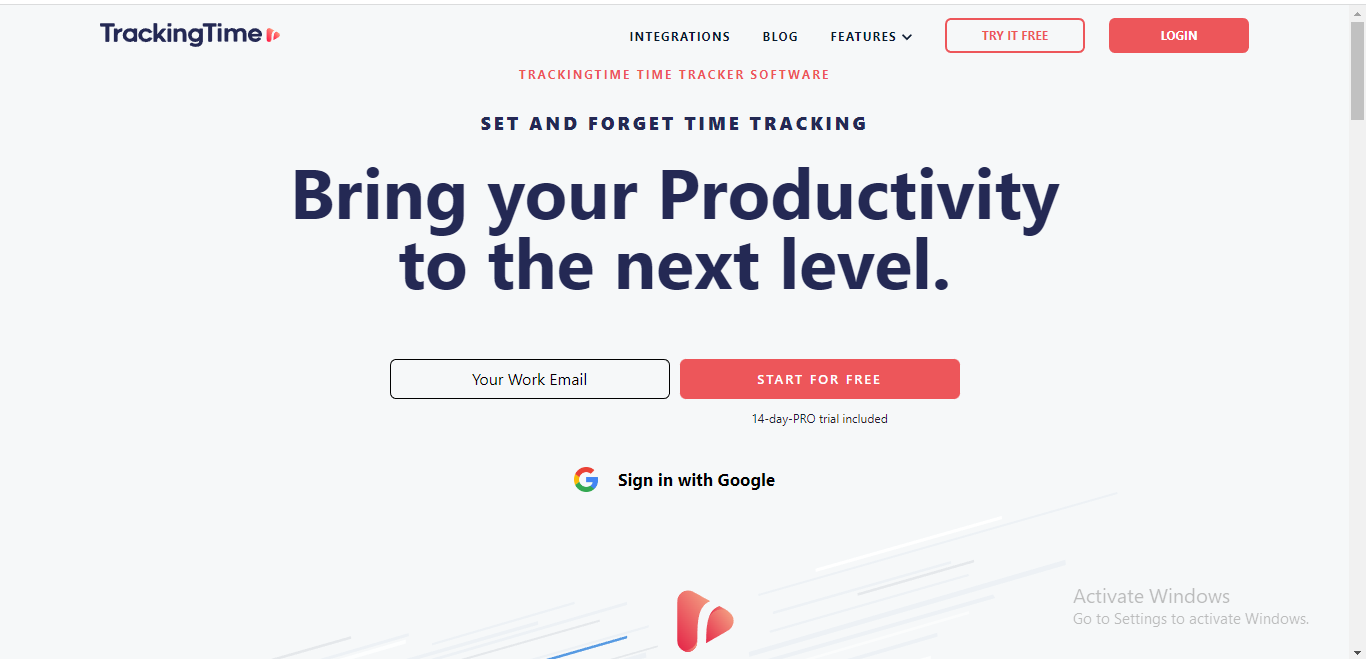 TrackingTime
INTEGRATIONS BLOG FEATURES TRY IT FREE LOGIN
TRACKINGTIME TIME TRACKER SOFTWARE
SET AND FORGET TIME TRACKING
Bring your Productivity
to the next level.
Your Work Email
START FOR FREE
14-day-PRO trial included
Sign in with Google
Activate Windows
Go to Settings to activate Windows.